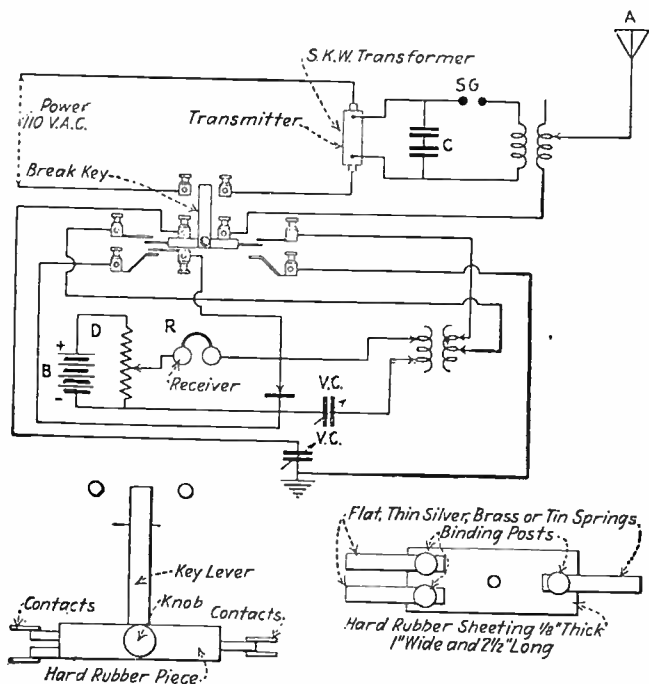 A
S.K.W. Transformer
SG
Power
110 V.A.C.
Transmitter
C
Break Key
+
D
R
B
-
Receiver
V.C.
V.C.
Flat, Thin Silver, Brass or Tin Springs
Binding Posts
Key Lever
Contacts
Knob
Contacts
Hard Rubber Piece
Hard Rubber Sheeting 1/8" Thick
1" Wide and 2 1/2" Long